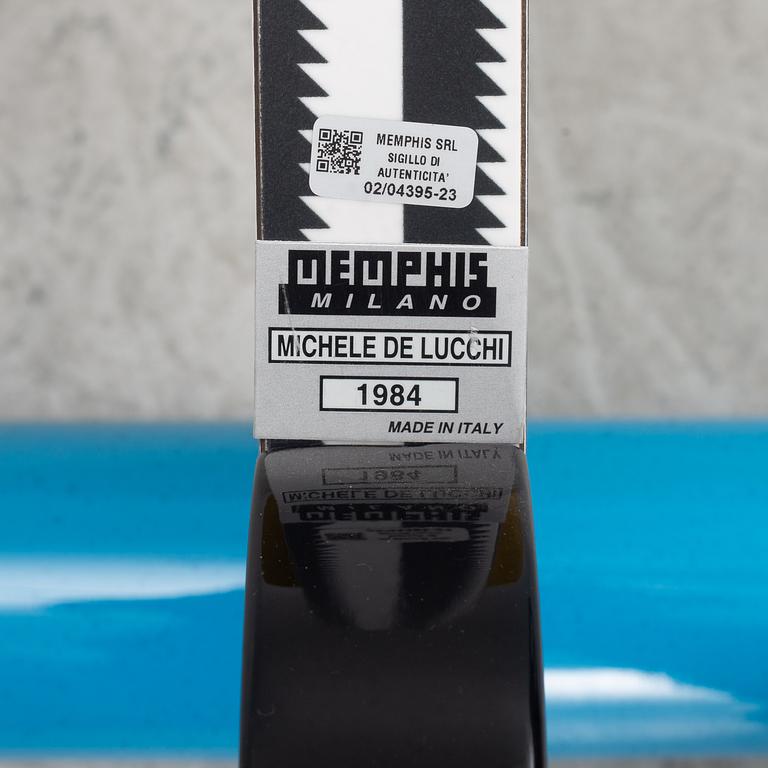 MEMPHIS SRL
SIGILLO DI
AUTENTICITA'
02/04395-23
MEMPHIS
MILANO
MICHELE DE LUCCHI
1984
MADE IN ITALY